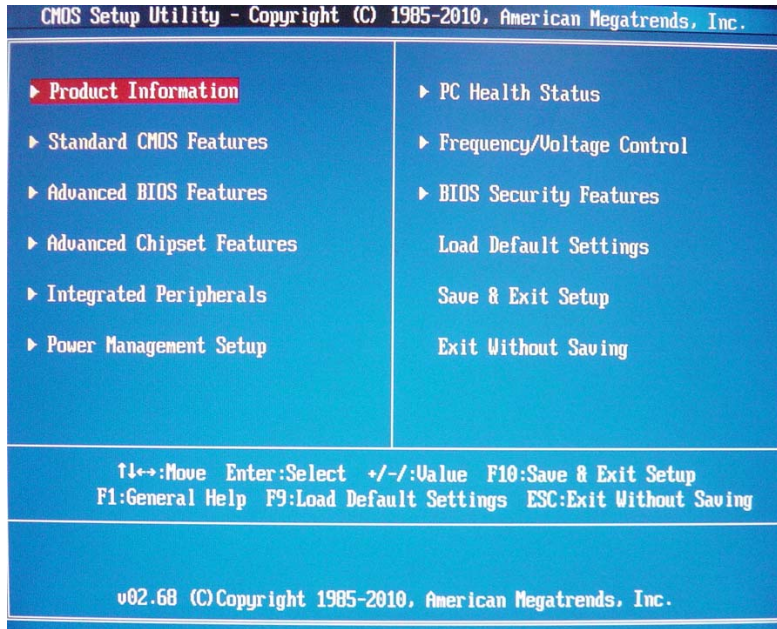 CMOS Setup Utility - Copyright (C) 1985-2010, American Megatrends, Inc.
Product Information
Standard CMOS Features
Advanced BIOS Features
Advanced Chipset Features
Integrated Peripherals
Power Management Setup
PC Health Status
Frequency/Voltage Control
BIOS Security Features
Load Default Settings
Save & Exit Setup
Exit Without Saving
↑↓←→:Move Enter:Select +/-/:Value F10:Save & Exit Setup
F1:General Help F9:Load Default Settings ESC:Exit Without Saving
v02.68 (C)Copyright 1985-2010, American Megatrends, Inc.